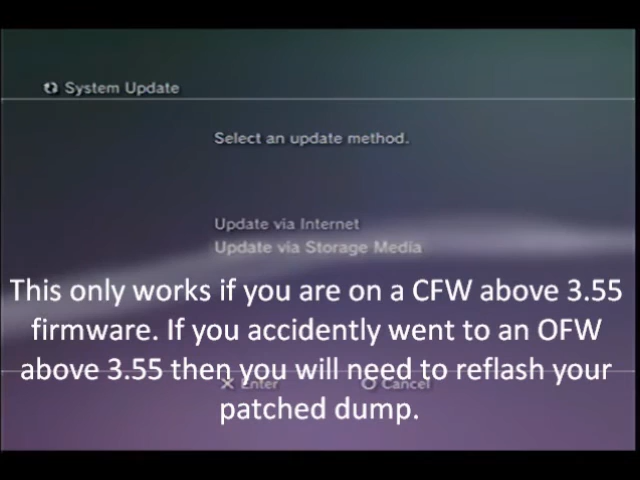 System Update
Select an update method.
Update via Internet
Update via Storage Media
This only works if you are on a CFW above 3.55
firmware. If you accidently went to an OFW
above 3.55 then you will need to reflash your
Enter Cancel
patched dump.